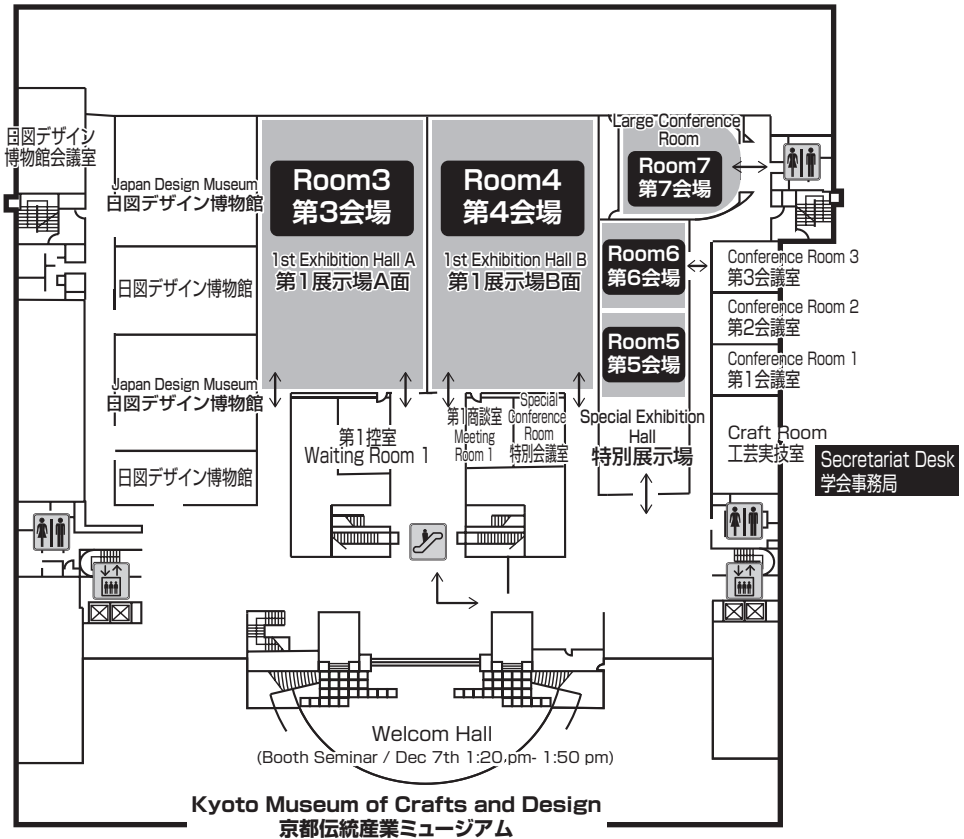 日図デザイン
博物館会議室
Japan Design Museum
日図デザイン博物館
Room3
第3会場
1st Exhibition Hall A
第1展示場A面
Room4
第4会場
1st Exhibition Hall B
第1展示場B面
Large Conference
Room
Room7
第7会場
Room6
第6会場
Room5
第5会場
Conference Room 3
第3会議室
Conference Room 2
第2会議室
Conference Room 1
第1会議室
日図デザイン博物館
Japan Design Museum
日図デザイン博物館
日図デザイン博物館
第1控室
Waiting Room 1
第1商談室
Meeting
Room 1
Special
Conference
Room
特別会議室
Special Exhibition
Hall
特別展示場
Craft Room
工芸実技室
Secretariat Desk
学会事務局
Welcom Hall
(Booth Seminar / Dec 7th 1:20 pm- 1:50 pm)
Kyoto Museum of Crafts and Design
京都伝統産業ミュージアム